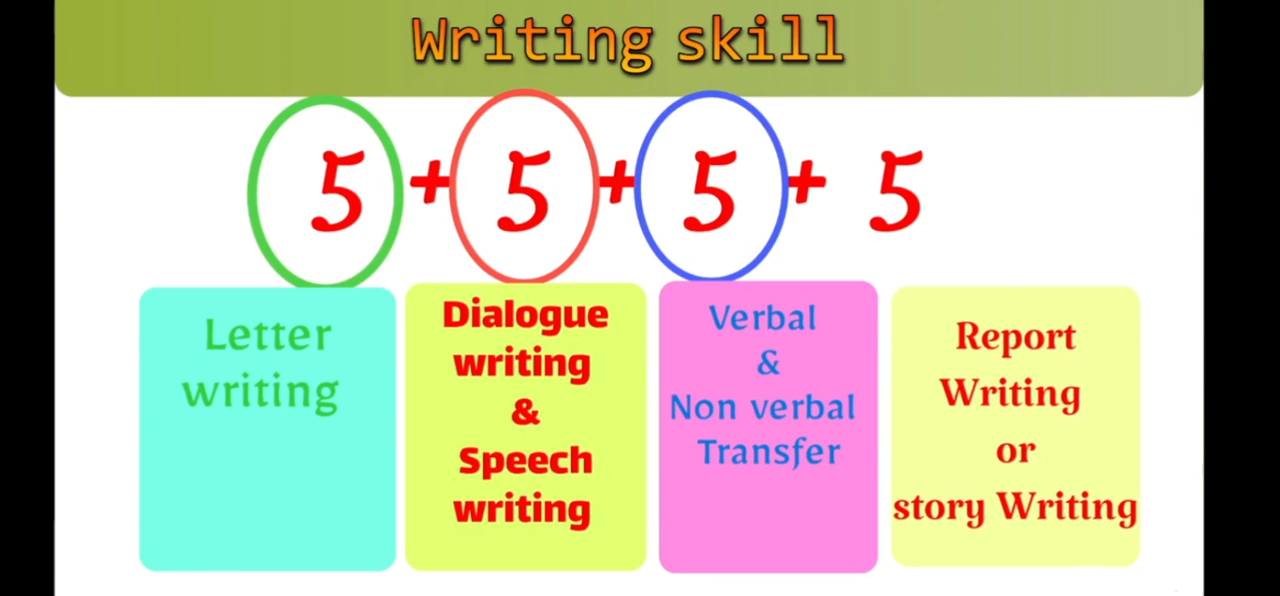 Writing skill
5 + 5 + 5 + 5
Letter
writing
Dialogue
writing
&
Speech
writing
Verbal
&
Non verbal
Transfer
Report
Writing
or
story Writing